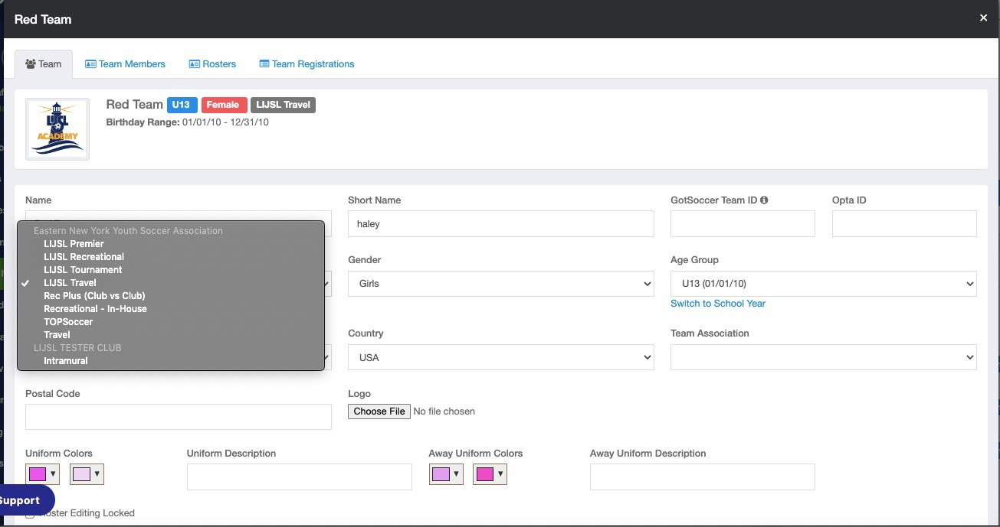 Red Team
×
Team
Team Members
Rosters
Team Registrations
LIJSL
ACADEMY
Red Team U13 Female LIJSL Travel
Birthday Range: 01/01/10 - 12/31/10
Name
Short Name
GotSoccer Team ID
Opta ID
haley
Eastern New York Youth Soccer Association
LIJSL Premier
LIJSL Recreational
LIJSL Tournament
✓ LIJSL Travel
Rec Plus (Club vs Club)
Recreational - In-House
TOPSoccer
Travel
LIJSL TESTER CLUB
Intramural
Gender
Age Group
Girls
U13 (01/01/10)
Switch to School Year
Country
Team Association
USA
Postal Code
Logo
Choose File No file chosen
Uniform Colors
Uniform Description
Away Uniform Colors
Away Uniform Description
Support
Roster Editing Locked